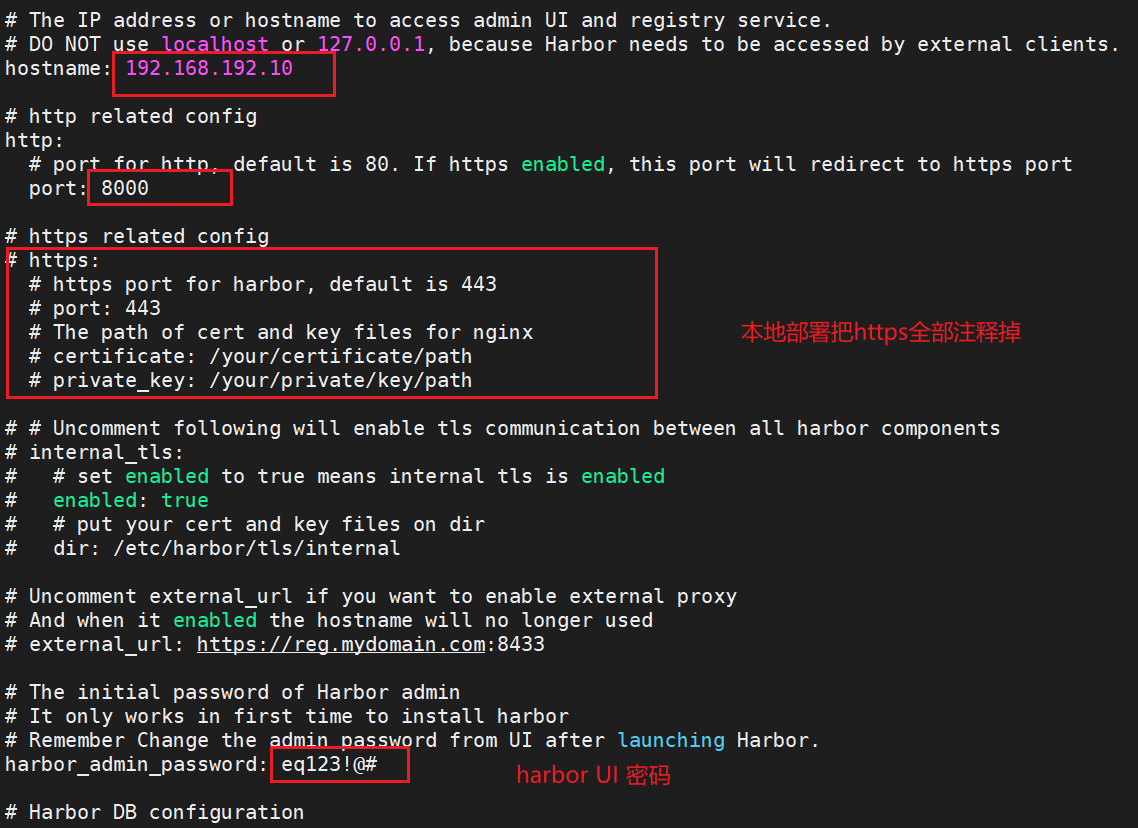 # The IP address or hostname to access admin UI and registry service.
# DO NOT use localhost or 127.0.0.1, because Harbor needs to be accessed by external clients.
hostname: 192.168.192.10
# http related config
http:
# port for http, default is 80. If https enabled, this port will redirect to https port
port: 8000
# https related config
# https:
# https port for harbor, default is 443
# port: 443
# The path of cert and key files for nginx
本地部署把https全部注释掉
# certificate: /your/certificate/path
# private_key: /your/private/key/path
# # Uncomment following will enable tls communication between all harbor components
# internal_tls:
#   # set enabled to true means internal tls is enabled
#   enabled: true
#   # put your cert and key files on dir
#   dir: /etc/harbor/tls/internal
# Uncomment external_url if you want to enable external proxy
# And when it enabled the hostname will no longer used
# external_url: https://reg.mydomain.com:8433
# The initial password of Harbor admin
# It only works in first time to install harbor
# Remember Change the admin password from UI after launching Harbor.
harbor_admin_password: eq123!@#
harbor UI 密码
# Harbor DB configuration